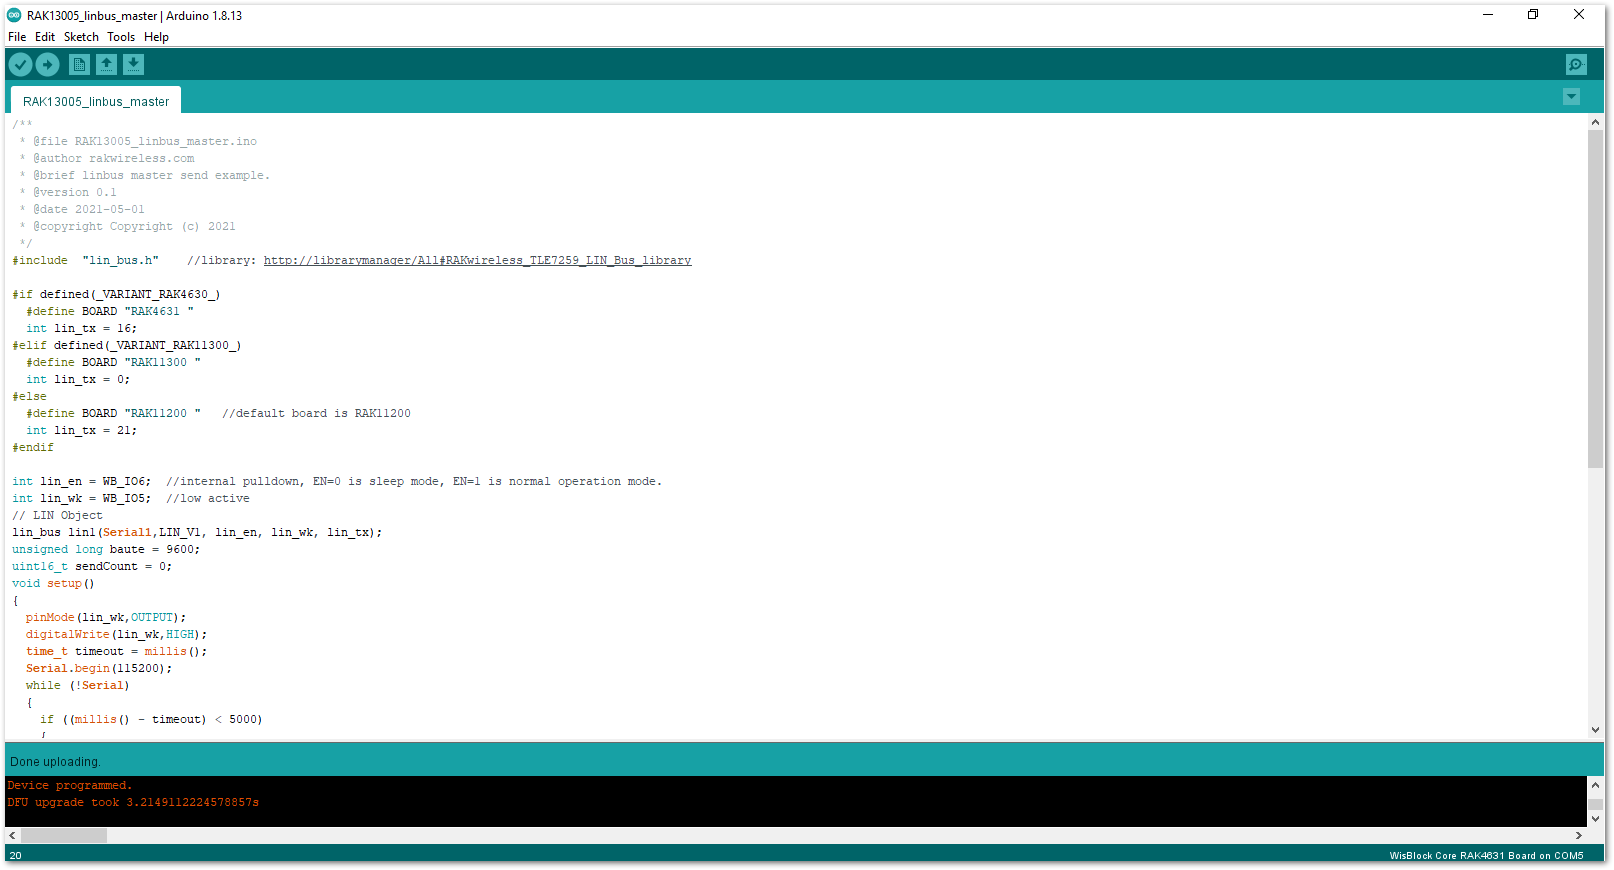 RAK13005_linbus_master | Arduino 1.8.13
File Edit Sketch Tools Help
RAK13005_linbus_master
/**
 * @file RAK13005_linbus_master.ino
 * @author rakwireless.com
 * @brief linbus master send example.
 * @version 0.1
 * @date 2021-05-01
 * @copyright Copyright (c) 2021
 */
#include  "lin_bus.h"    //library: http://librarymanager/All#RAKwireless_TLE7259_LIN_Bus_library
#if defined(_VARIANT_RAK4630_)
  #define BOARD "RAK4631 "
  int lin_tx = 16;
#elif defined(_VARIANT_RAK11300_)
  #define BOARD "RAK11300 "
  int lin_tx = 0;
#else
  #define BOARD "RAK11200 "   //default board is RAK11200
  int lin_tx = 21;
#endif
int lin_en = WB_IO6;  //internal pulldown, EN=0 is sleep mode, EN=1 is normal operation mode.
int lin_wk = WB_IO5;  //low active
// LIN Object
lin_bus lin1(Serial1,LIN_V1, lin_en, lin_wk, lin_tx);
unsigned long baute = 9600;
uint16_t sendCount = 0;
void setup()
{
  pinMode(lin_wk,OUTPUT);
  digitalWrite(lin_wk,HIGH);
  time_t timeout = millis();
  Serial.begin(115200);
  while (!Serial)
  {
    if ((millis() - timeout) < 5000)
    {
Done uploading.
Device programmed.
DFU upgrade took 3.2149112224578857s
20
WisBlock Core RAK4631 Board on COM5